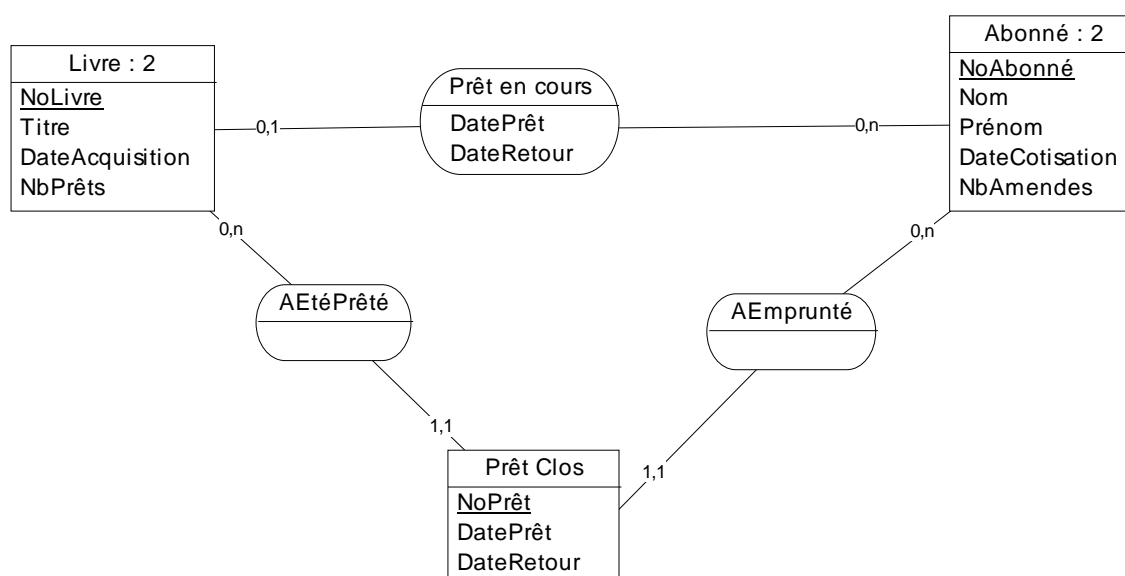 Livre : 2
NoLivre
Titre
DateAcquisition
NbPrêts
0,1
Prêt en cours
DatePrêt
DateRetour
0,n
Abonné : 2
NoAbonné
Nom
Prénom
DateCotisation
NbAmendes
0,n
AEtéPrêté
1,1
0,n
AEmprunté
1,1
Prêt Clos
NoPrêt
DatePrêt
DateRetour